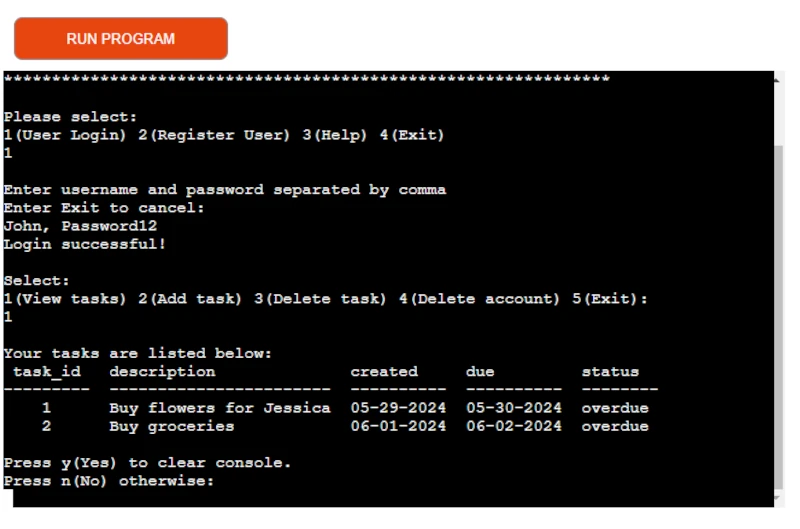 RUN PROGRAM
***************************************************************
Please select:
1(User Login) 2(Register User) 3(Help) 4(Exit)
1
Enter username and password separated by comma
Enter Exit to cancel:
John, Password12
Login successful!
Select:
1(View tasks) 2(Add task) 3(Delete task) 4(Delete account) 5(Exit):
1
Your tasks are listed below:
task_id description created due status
--------- ----------------------- ---------- ---------- --------
1 Buy flowers for Jessica 05-29-2024 05-30-2024 overdue
2 Buy groceries 06-01-2024 06-02-2024 overdue
Press y(Yes) to clear console.
Press n(No) otherwise: